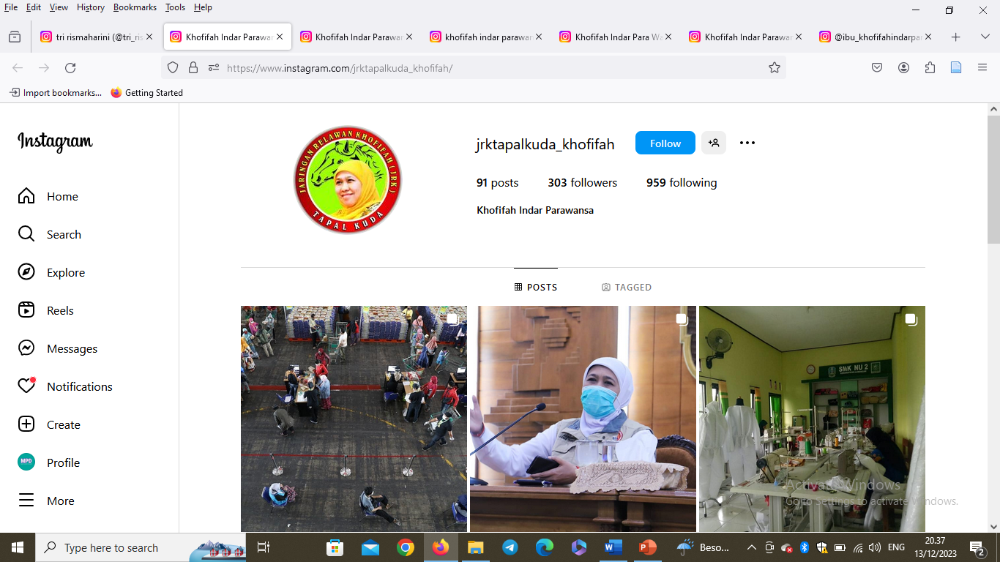 File Edit View History Bookmarks Tools Help
tri rismaharini (@tri_ris
Khofifah Indar Parawan
Khofifah Indar Parawan
khofifah indar parawan
Khofifah Indar Para Wa
Khofifah Indar Parawan
@ibu_khofifahindarpa
https://www.instagram.com/jrktapalkuda_khofifah/
Import bookmarks... Getting Started
Instagram
Home
Search
Explore
Reels
Messages
Notifications
Create
MPD Profile
More
JARINGAN RELAWAN KHOFIFAH (JRK)
TAPAL KUDA
jrktapalkuda_khofifah Follow
91 posts 303 followers 959 following
Khofifah Indar Parawansa
POSTS TAGGED
SMK NU 2
Activate Windows
Go to Settings to activate Windows.
Type here to search
Beso...
ENG
20.37
13/12/2023
2